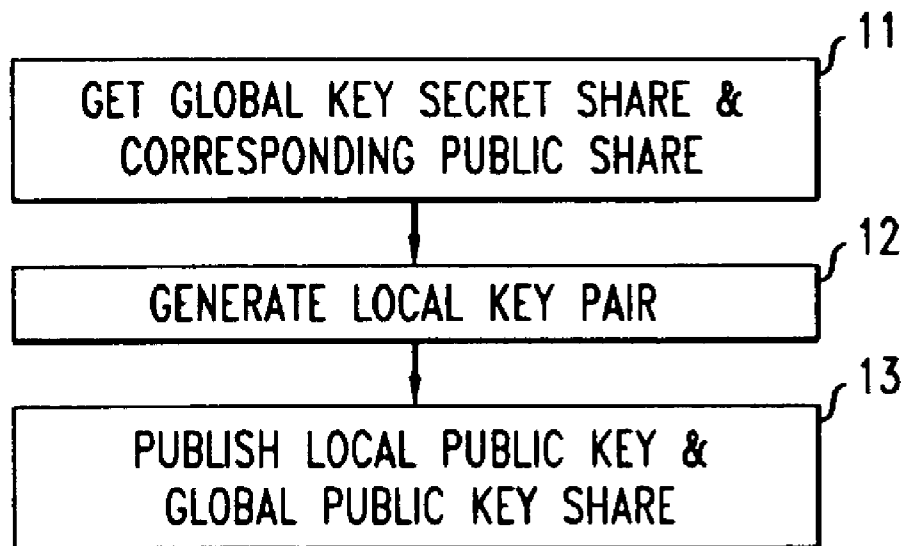 11
GET GLOBAL KEY SECRET SHARE &
CORRESPONDING PUBLIC SHARE
12
GENERATE LOCAL KEY PAIR
13
PUBLISH LOCAL PUBLIC KEY &
GLOBAL PUBLIC KEY SHARE